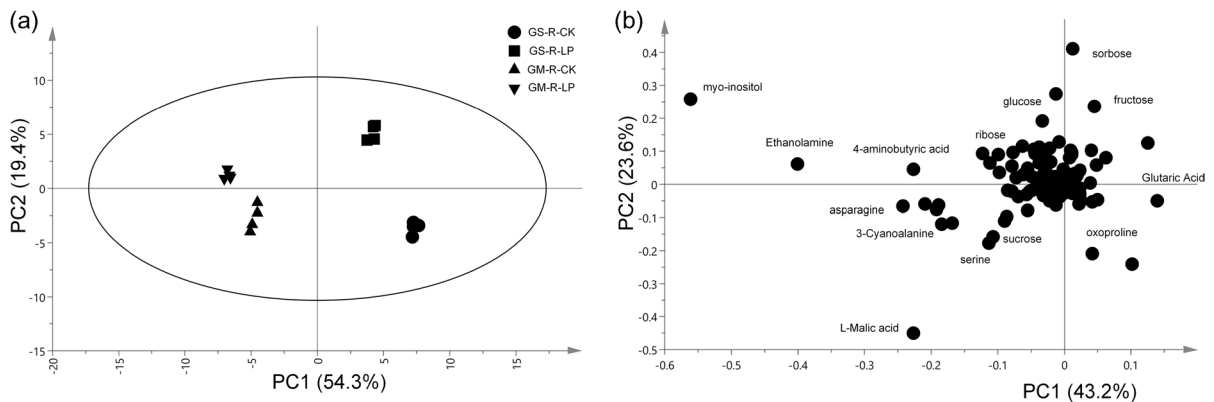 (a)
GS-R-CK
GS-R-LP
GM-R-CK
GM-R-LP
15
10
5
0
-5
-10
-15
-20
-15
-10
-5
0
5
10
15
PC2 (19.4%)
PC1 (54.3%)
(b)
0.4
0.3
0.2
0.1
0
-0.1
-0.2
-0.3
-0.4
-0.5
-0.6
-0.5
-0.4
-0.3
-0.2
-0.1
0
0.1
PC2 (23.6%)
PC1 (43.2%)
sorbose
myo-inositol
glucose
fructose
ribose
Ethanolamine
4-aminobutyric acid
Glutaric Acid
asparagine
3-Cyanoalanine
sucrose
oxoproline
serine
L-Malic acid